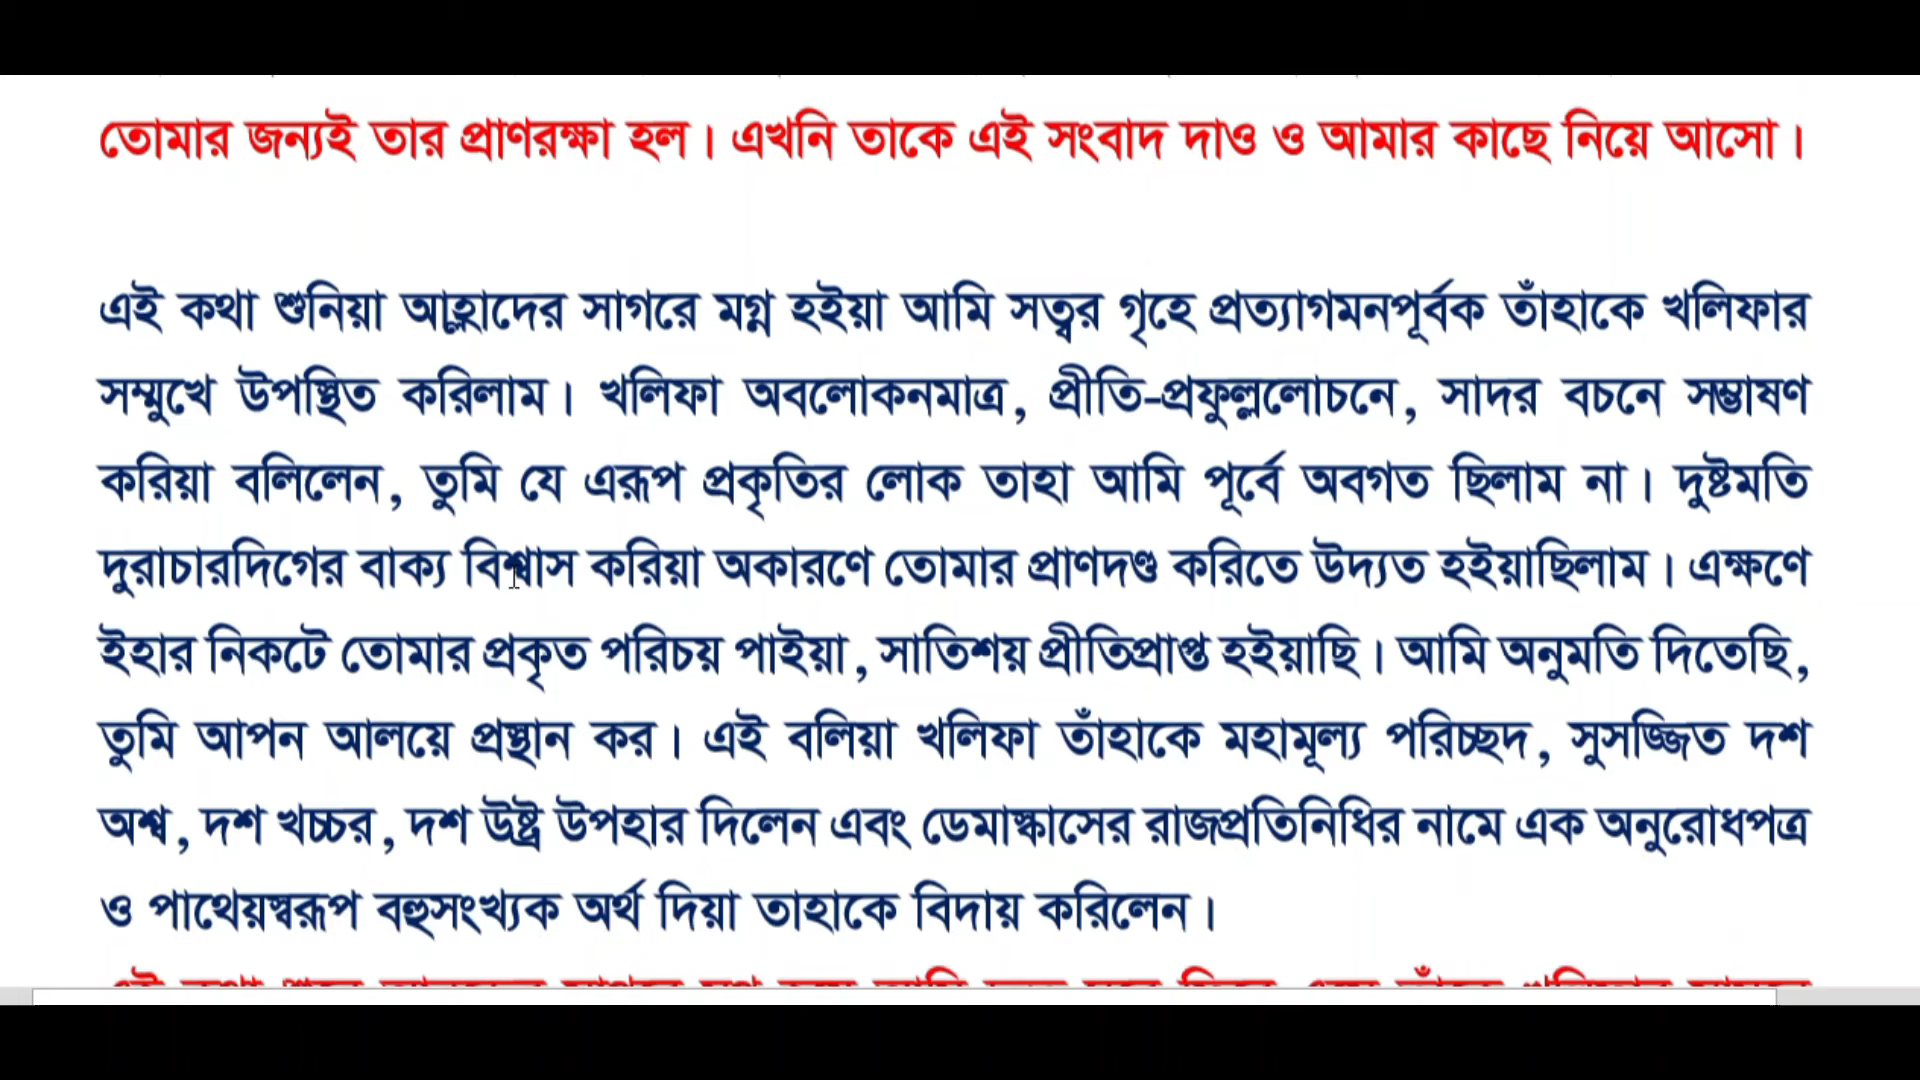 তোমার জন্যই তার প্রাণরক্ষা হল। এখনি তাকে এই সংবাদ দাও ও আমার কাছে নিয়ে আসো।
এই কথা শুনিয়া আহ্লাদের সাগরে মগ্ন হইয়া আমি সত্বর গৃহে প্রত্যাগমনপূর্বক তাঁহাকে খলিফার
সম্মুখে উপস্থিত করিলাম। খলিফা অবলোকনমাত্র, প্রীতি-প্রফুল্ললোচনে, সাদর বচনে সম্ভাষণ
করিয়া বলিলেন, তুমি যে এরূপ প্রকৃতির লোক তাহা আমি পূর্বে অবগত ছিলাম না। দুষ্টমতি
দুরাচারদিগের বাক্য বিশ্বাস করিয়া অকারণে তোমার প্রাণদণ্ড করিতে উদ্যত হইয়াছিলাম। এক্ষণে
ইহার নিকটে তোমার প্রকৃত পরিচয় পাইয়া, সাতিশয় প্রীতিপ্রাপ্ত হইয়াছি। আমি অনুমতি দিতেছি,
তুমি আপন আলয়ে প্রস্থান কর। এই বলিয়া খলিফা তাঁহাকে মহামূল্য পরিচ্ছদ, সুসজ্জিত দশ
অশ্ব, দশ খচ্চর, দশ উষ্ট্র উপহার দিলেন এবং ডেমাস্কাসের রাজপ্রতিনিধির নামে এক অনুরোধপত্র
ও পাথেয়স্বরূপ বহুসংখ্যক অর্থ দিয়া তাহাকে বিদায় করিলেন।